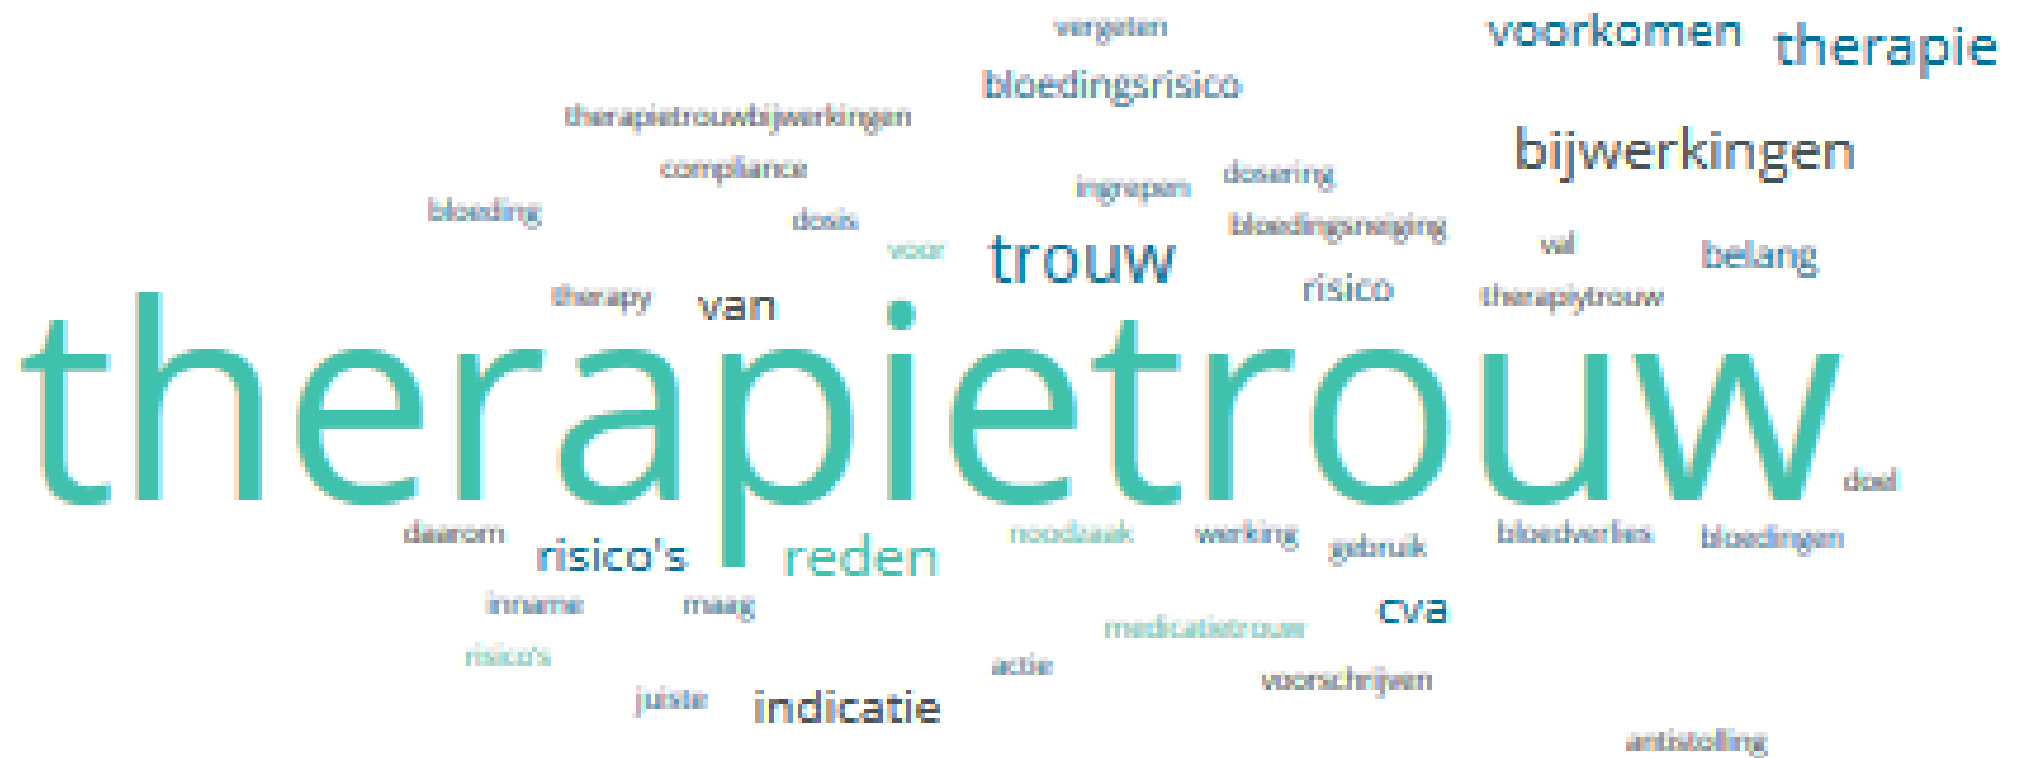 vergeten
voorkomen
therapie
bloedingsrisico
therapietrouwbijwerkingen
bijwerkingen
compliance
dosering
ingrepen
bloeding
dosis
bloedingsneiging
voor
trouw
val
belang
therapy
van
risico
therapiytrouw
therapietrouw
doel
daarom
risico's
reden
noodzaak
werking
gebruik
bloedverlies
bloedingen
inname
maag
cva
medicatietrouw
risico's
actie
voorschrijven
juiste
indicatie
antistolling